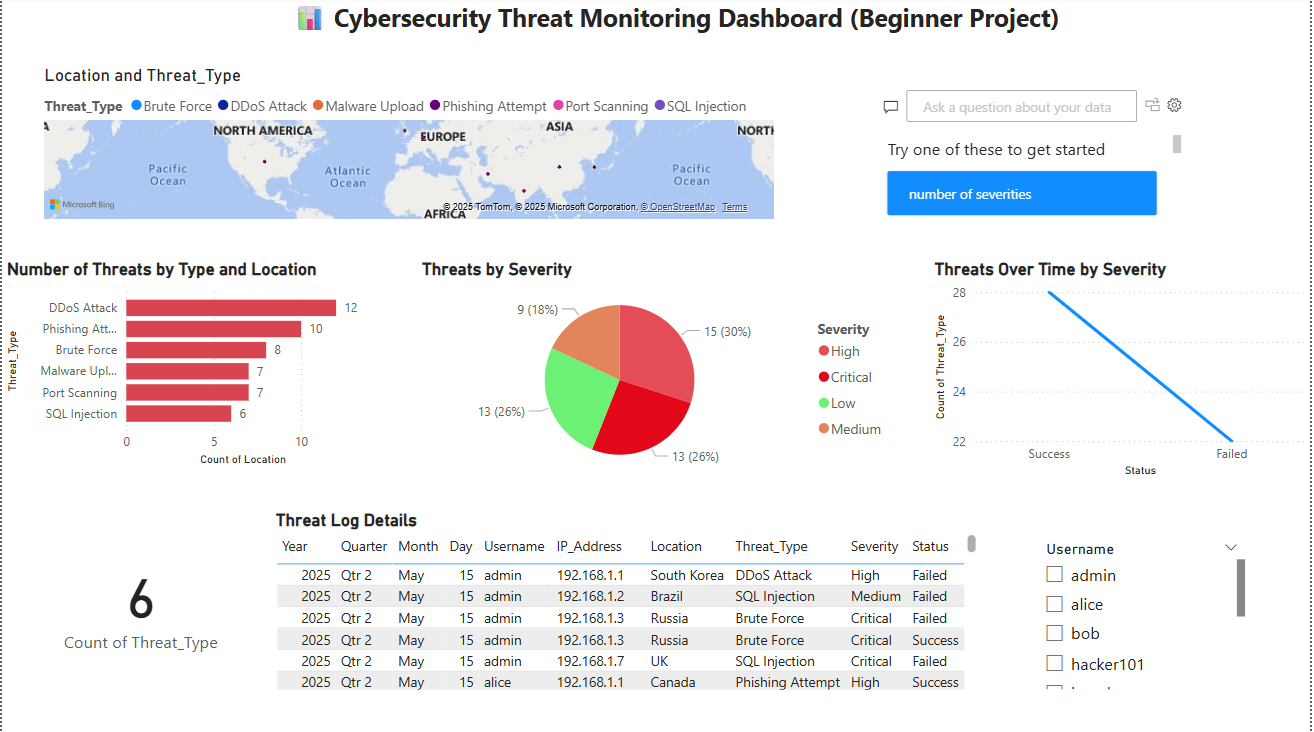 Cybersecurity Threat Monitoring Dashboard (Beginner Project)
Location and Threat_Type
Threat_Type Brute Force DDoS Attack Malware Upload Phishing Attempt Port Scanning SQL Injection
NORTH AMERICA
EUROPE
ASIA
NORTH
Pacific
Ocean
Atlantic
Ocean
Pacific
Ocean
AFRICA
Microsoft Bing
© 2025 TomTom, © 2025 Microsoft Corporation, © OpenStreetMap Terms
Ask a question about your data
Try one of these to get started
number of severities
Number of Threats by Type and Location
Threat_Type
DDoS Attack 12
Phishing Att... 10
Brute Force 8
Malware Upl... 7
Port Scanning 7
SQL Injection 6
0 5 10
Count of Location
Threats by Severity
9 (18%)
15 (30%)
13 (26%)
13 (26%)
Severity
High
Critical
Low
Medium
Threats Over Time by Severity
Count of Threat_Type
28
26
24
22
Success Failed
Status
6
Count of Threat_Type
Threat Log Details
Year Quarter Month Day Username IP_Address Location Threat_Type Severity Status
2025 Qtr 2 May 15 admin 192.168.1.1 South Korea DDoS Attack High Failed
2025 Qtr 2 May 15 admin 192.168.1.2 Brazil SQL Injection Medium Failed
2025 Qtr 2 May 15 admin 192.168.1.3 Russia Brute Force Critical Failed
2025 Qtr 2 May 15 admin 192.168.1.3 Russia Brute Force Critical Success
2025 Qtr 2 May 15 admin 192.168.1.7 UK SQL Injection Critical Failed
2025 Qtr 2 May 15 alice 192.168.1.1 Canada Phishing Attempt High Success
Username
admin
alice
bob
hacker101